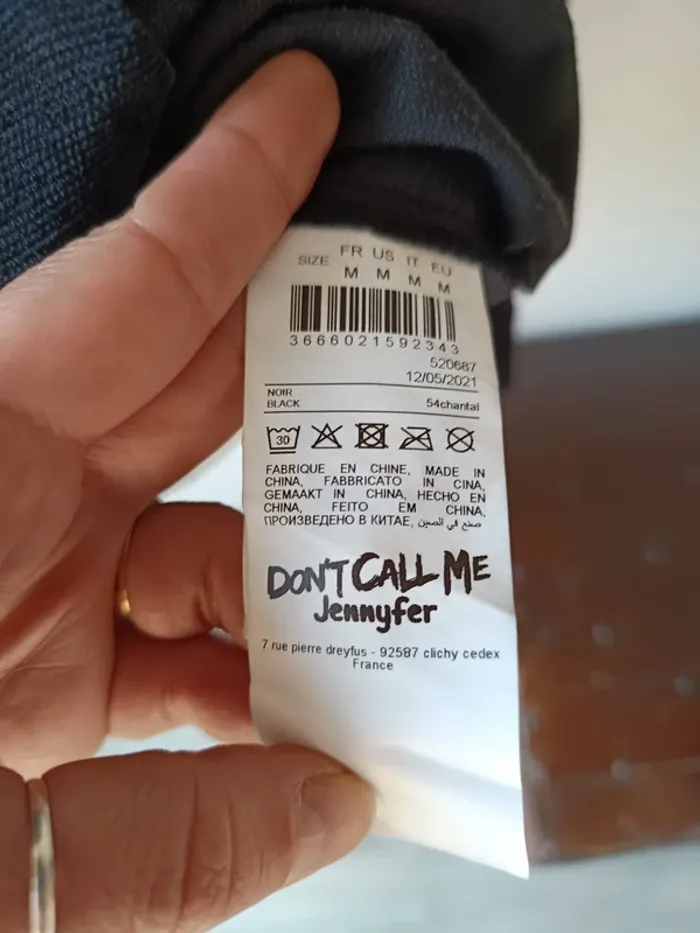 SIZE FR US IT EU
M M M M
3666021592343
520687
12/05/2021
NOIR
BLACK 54chantal
30
FABRIQUE EN CHINE, MADE IN
CHINA, FABBRICATO IN CINA,
GEMAAKT IN CHINA, HECHO EN
CHINA, FEITO EM CHINA,
ПРОИЗВЕДЕНО В КИТАЕ, صنع في الصين
DON'T CALL ME
Jennyfer
7 rue pierre dreyfus - 92587 clichy cedex
France